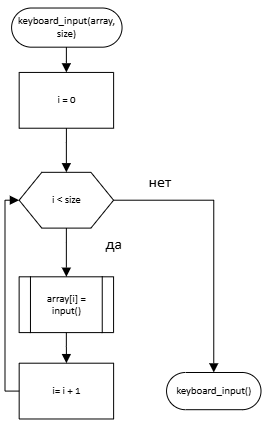 keyboard_input(array,
size)
i = 0
нет
i < size
да
array[i] =
input()
i= i + 1
keyboard_input()